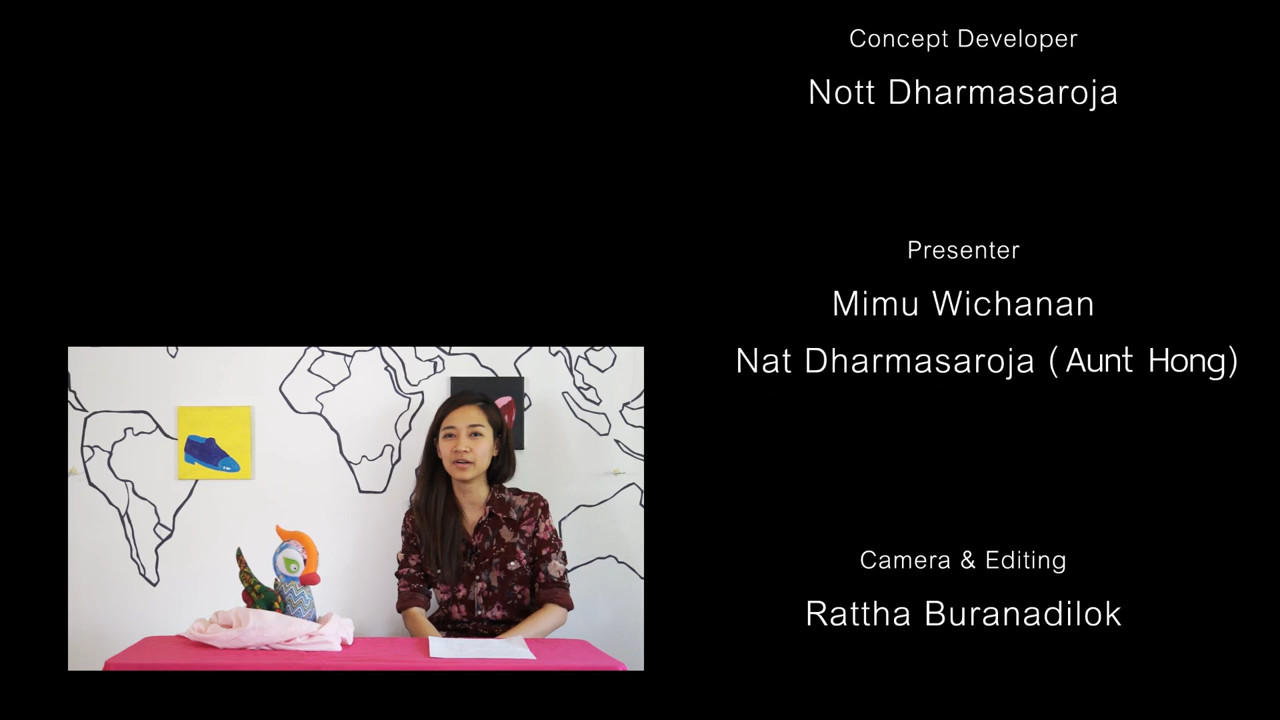 Concept Developer
Nott Dharmasaroja
Presenter
Mimu Wichanan
Nat Dharmasaroja (Aunt Hong)
Camera & Editing
Rattha Buranadilok